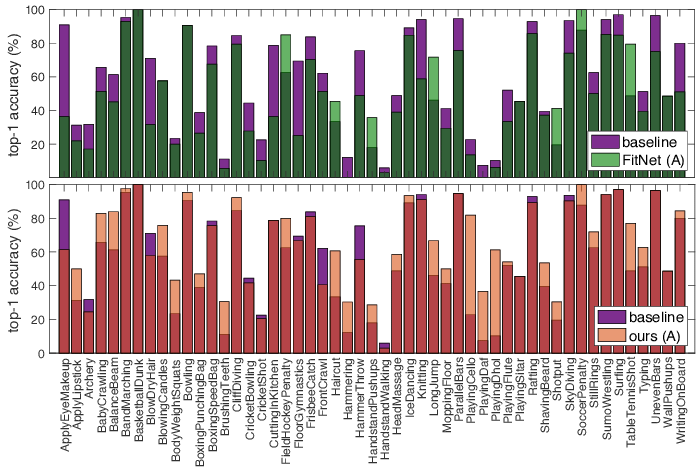 top-1 accuracy (%)
100
80
60
40
20
baseline
FitNet (A)
top-1 accuracy (%)
100
80
60
40
20
0
baseline
ours (A)
ApplyEyeMakeup
ApplyLipstick
Archery
BabyCrawling
BalanceBeam
BandMarching
BasketballDunk
BlowDryHair
BlowingCandles
BodyWeightSquats
Bowling
BoxingPunchingBag
BoxingSpeedBag
BrushingTeeth
CliffDiving
CricketBowling
CricketShot
CuttingInKitchen
FieldHockeyPenalty
FloorGymnastics
FrisbeeCatch
FrontCrawl
Haircut
Hammering
HammerThrow
HandstandPushups
HandstandWalking
HeadMassage
IceDancing
Knitting
LongJump
MoppingFloor
ParallelBars
PlayingCello
PlayingDaf
PlayingDhol
PlayingFlute
PlayingSitar
Rafting
ShavingBeard
Shotput
SkyDiving
SoccerPenalty
StillRings
SumoWrestling
Surfing
TableTennisShot
Typing
UnevenBars
WallPushups
WritingOnBoard